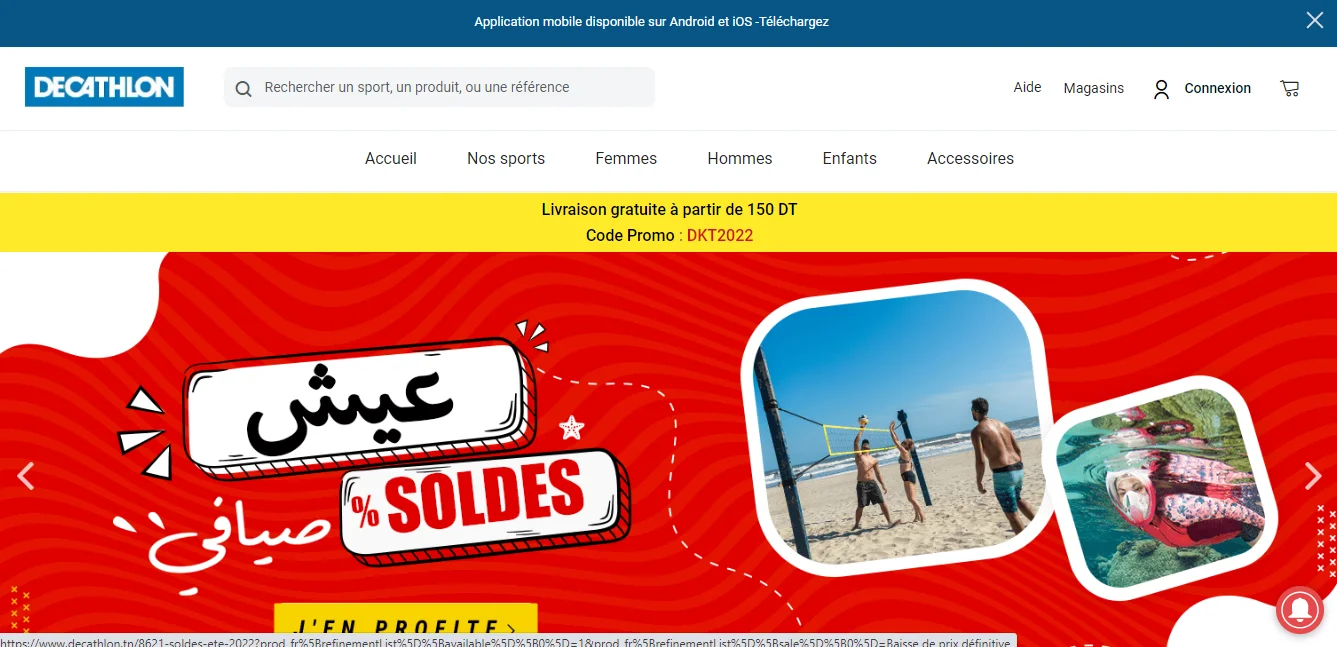 Application mobile disponible sur Android et iOS -Téléchargez
DECATHLON
Rechercher un sport, un produit, ou une référence
Aide
Magasins
Connexion
Accueil
Nos sports
Femmes
Hommes
Enfants
Accessoires
Livraison gratuite à partir de 150 DT
Code Promo : DKT2022
عيش
% SOLDES
صيافي
J'EN PROFITE >
https://www.decathlon.tn/8621-soldes-ete-2022?prod_fr%5BrefinementList%5D%5Bavailable%5D%5B0%5D=1&prod_fr%5BrefinementList%5D%5Bsale%5D%5B0%5D=Baisse de prix définitive